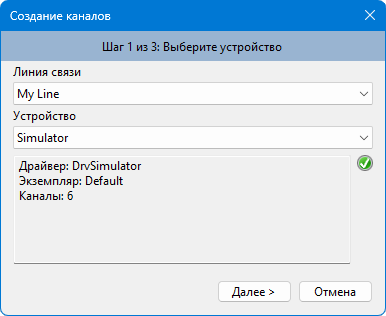 Создание каналов
Шаг 1 из 3: Выберите устройство
Линия связи
My Line
Устройство
Simulator
Драйвер: DrvSimulator
Экземпляр: Default
Каналы: 6
Далее >
Отмена